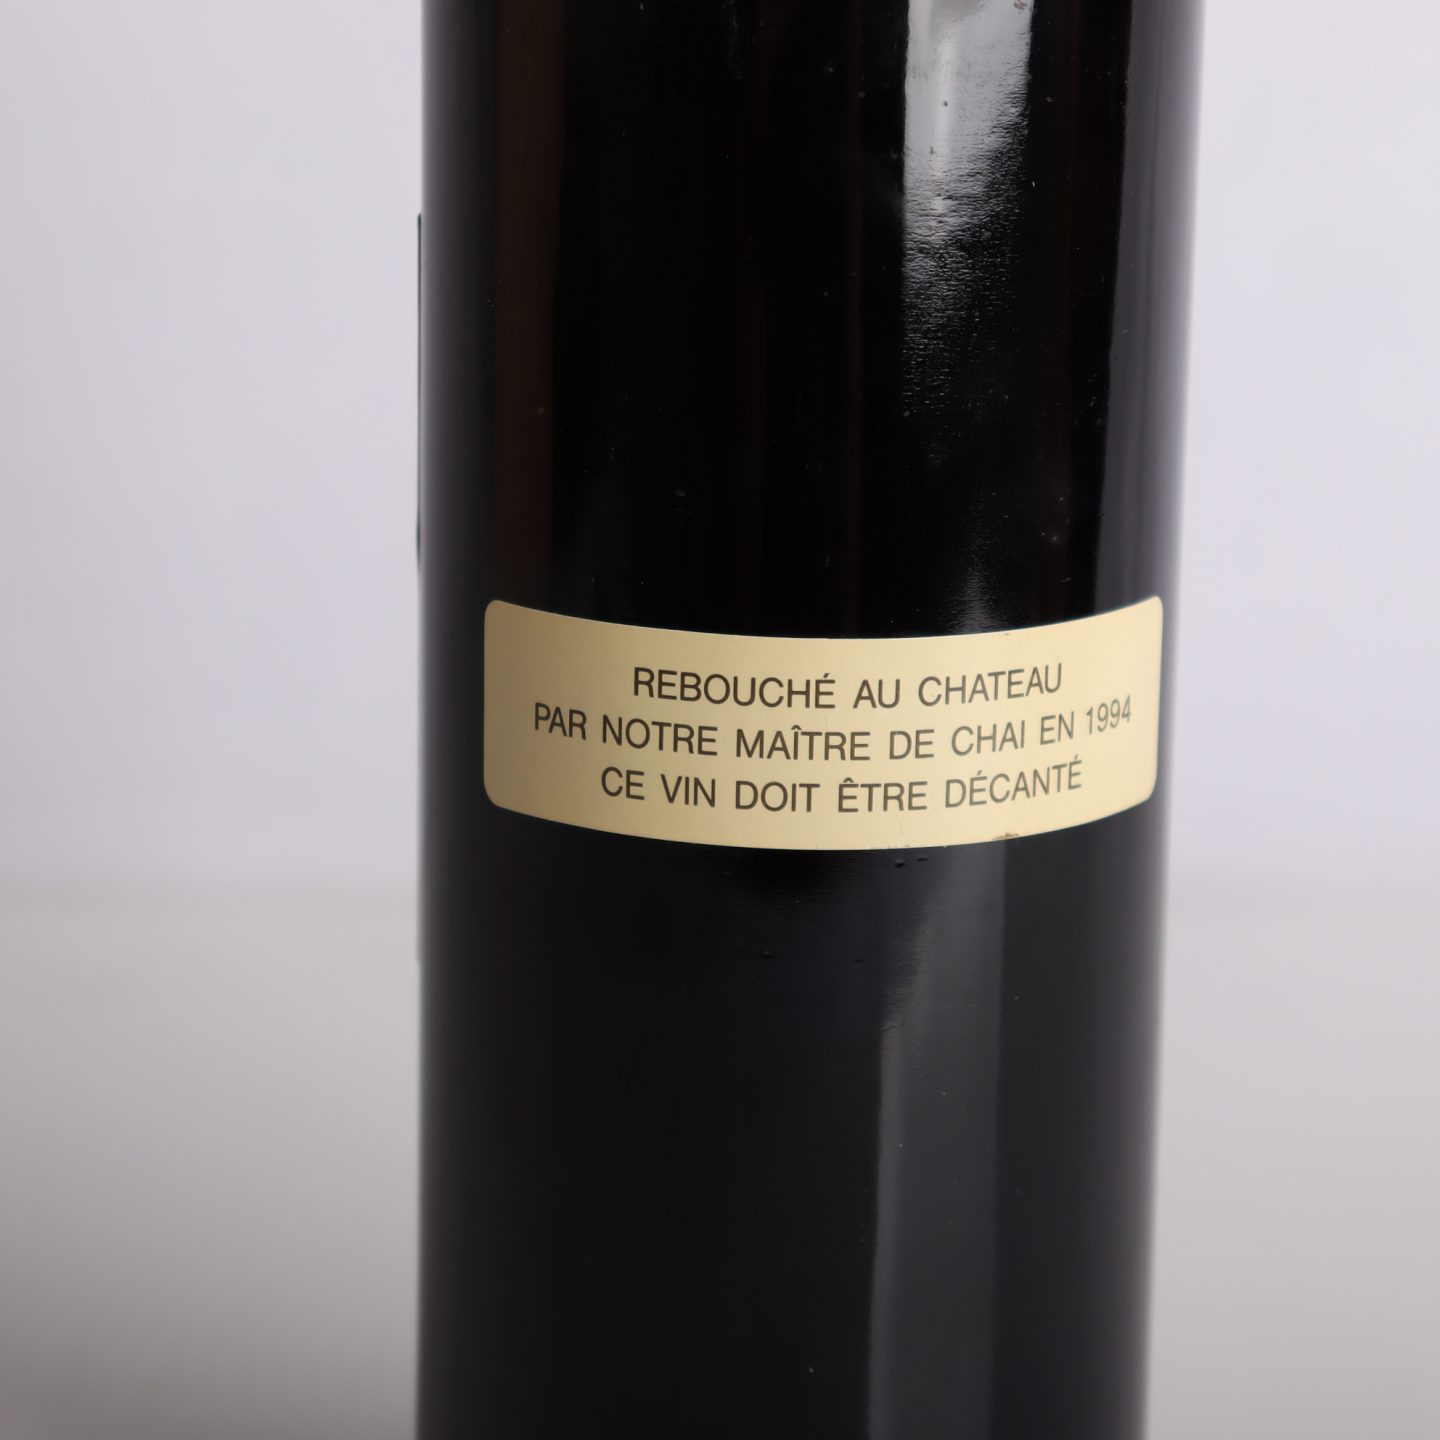 REBOUCHÉ AU CHATEAU
PAR NOTRE MAÎTRE DE CHAI EN 1994
CE VIN DOIT ÊTRE DÉCANTÉ